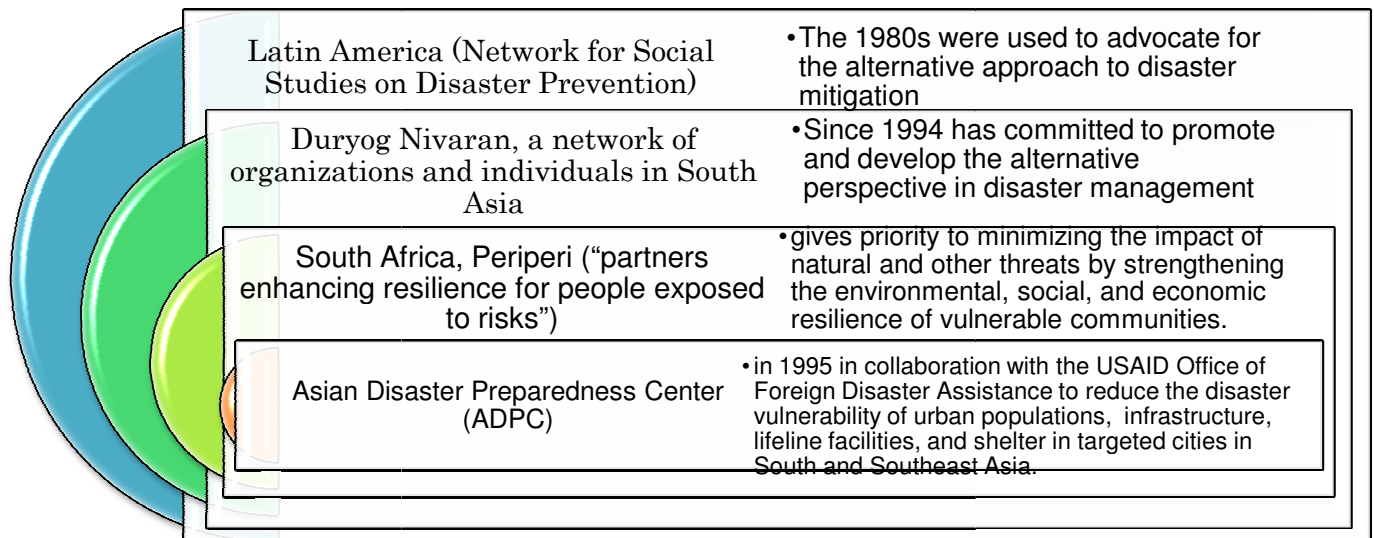 Latin America (Network for Social
Studies on Disaster Prevention)
•The 1980s were used to advocate for
the alternative approach to disaster
mitigation
Duryog Nivaran, a network of
organizations and individuals in South
Asia
•Since 1994 has committed to promote
and develop the alternative
perspective in disaster management
South Africa, Periperi (“partners
enhancing resilience for people exposed
to risks”)
•gives priority to minimizing the impact of
natural and other threats by strengthening
the environmental, social, and economic
resilience of vulnerable communities.
Asian Disaster Preparedness Center
(ADPC)
•in 1995 in collaboration with the USAID Office of
Foreign Disaster Assistance to reduce the disaster
vulnerability of urban populations, infrastructure,
lifeline facilities, and shelter in targeted cities in
South and Southeast Asia.